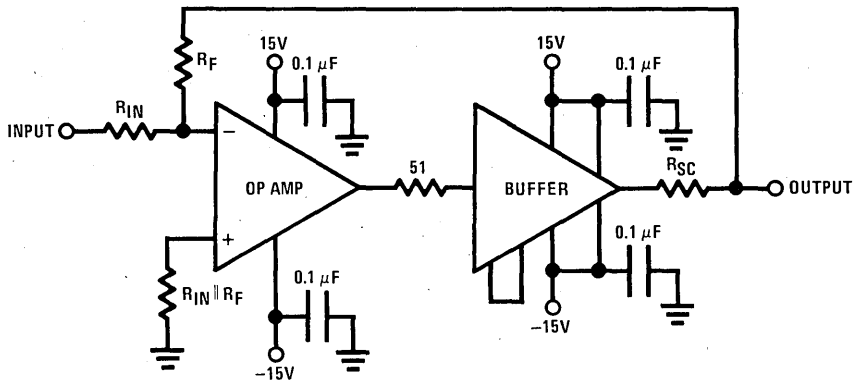 RF
15V
0.1 μF
15V
0.1 μF
INPUT
RIN
−
OP AMP
51
BUFFER
RSC
OUTPUT
+
RIN || RF
0.1 μF
−15V
0.1 μF
−15V